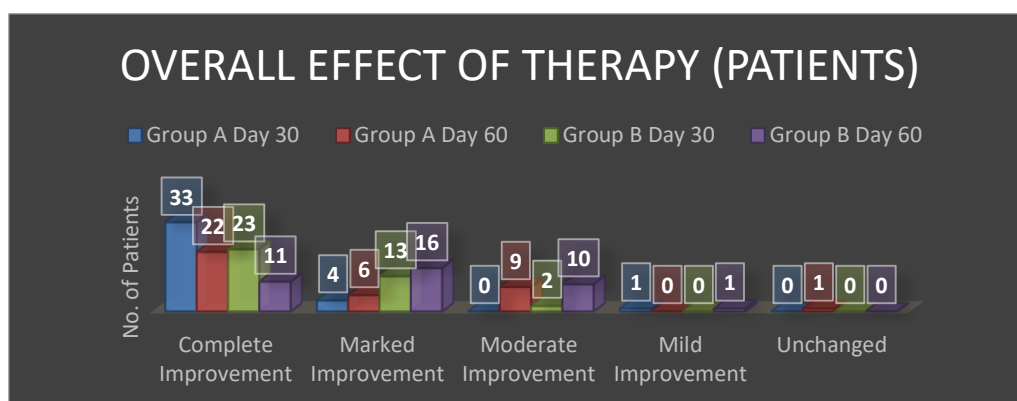 OVERALL EFFECT OF THERAPY (PATIENTS)
Group A Day 30 Group A Day 60 Group B Day 30 Group B Day 60
No. of Patients
33 22 23 11
4 6 13 16
0 9 2 10
1 0 0 1
0 1 0 0
Complete Improvement
Marked Improvement
Moderate Improvement
Mild Improvement
Unchanged